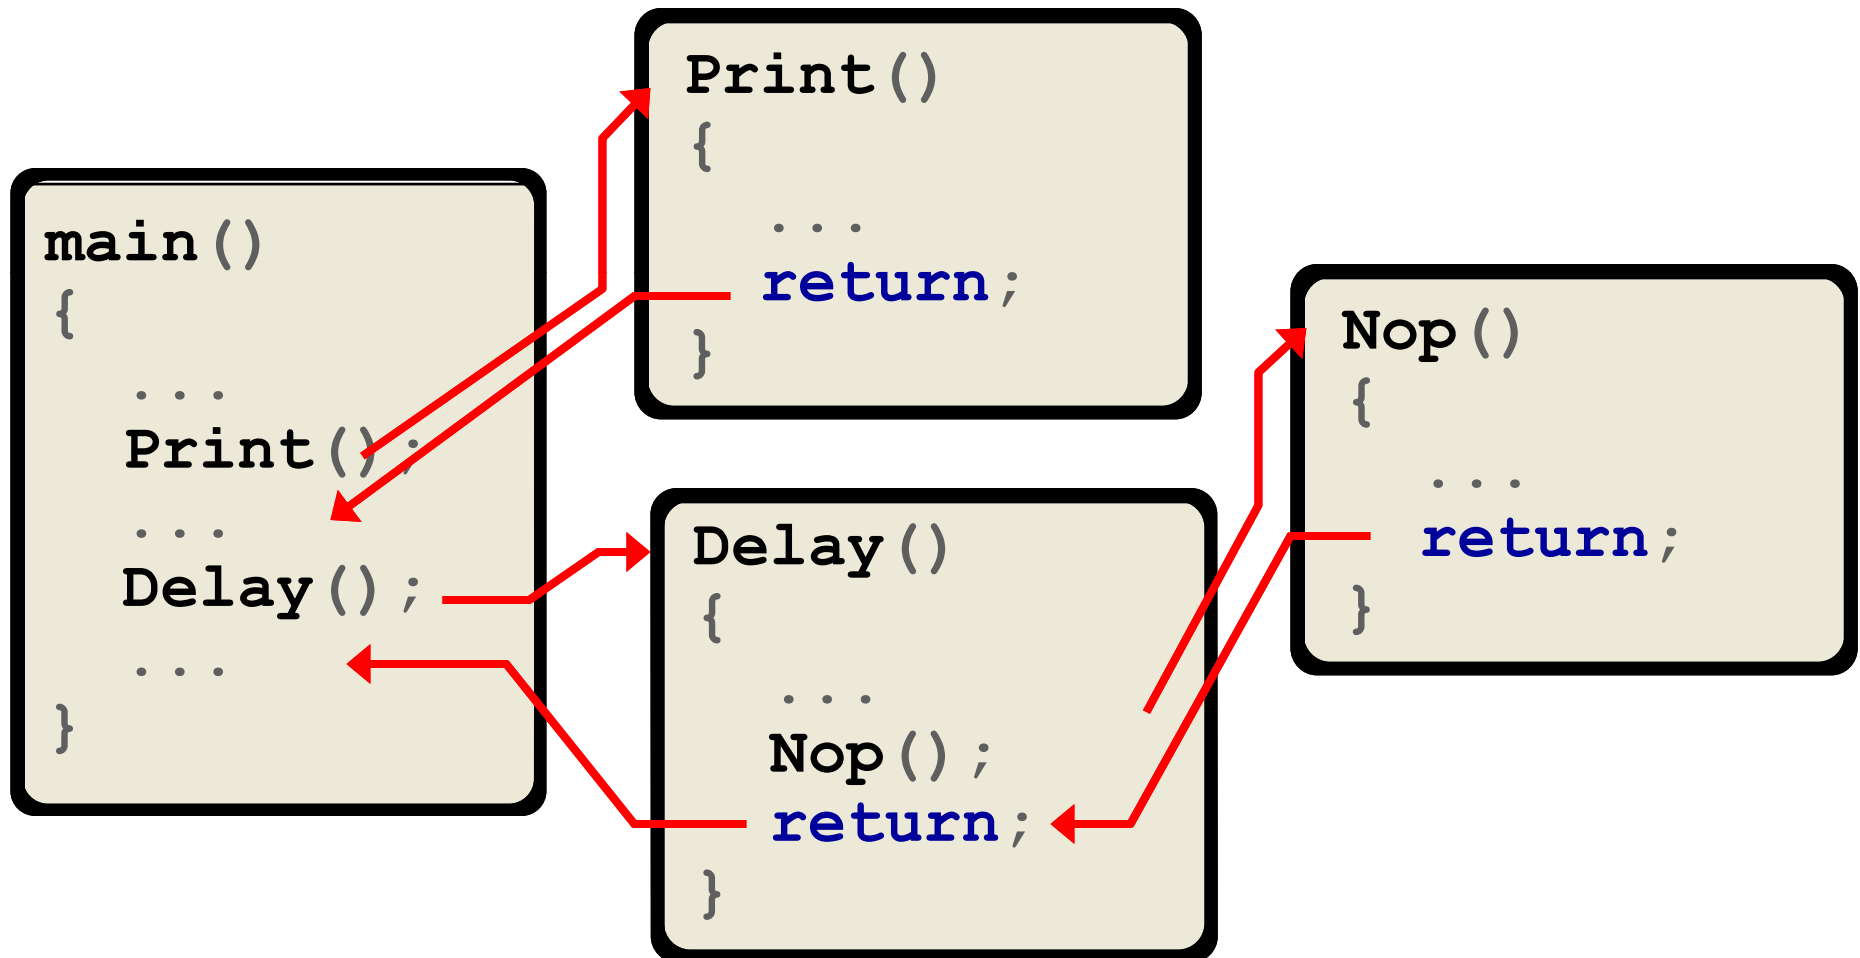 main()
{
...
Print();
...
Delay();
...
}
Print()
{
...
return;
}
Delay()
{
...
Nop();
return;
}
Nop()
{
...
return;
}